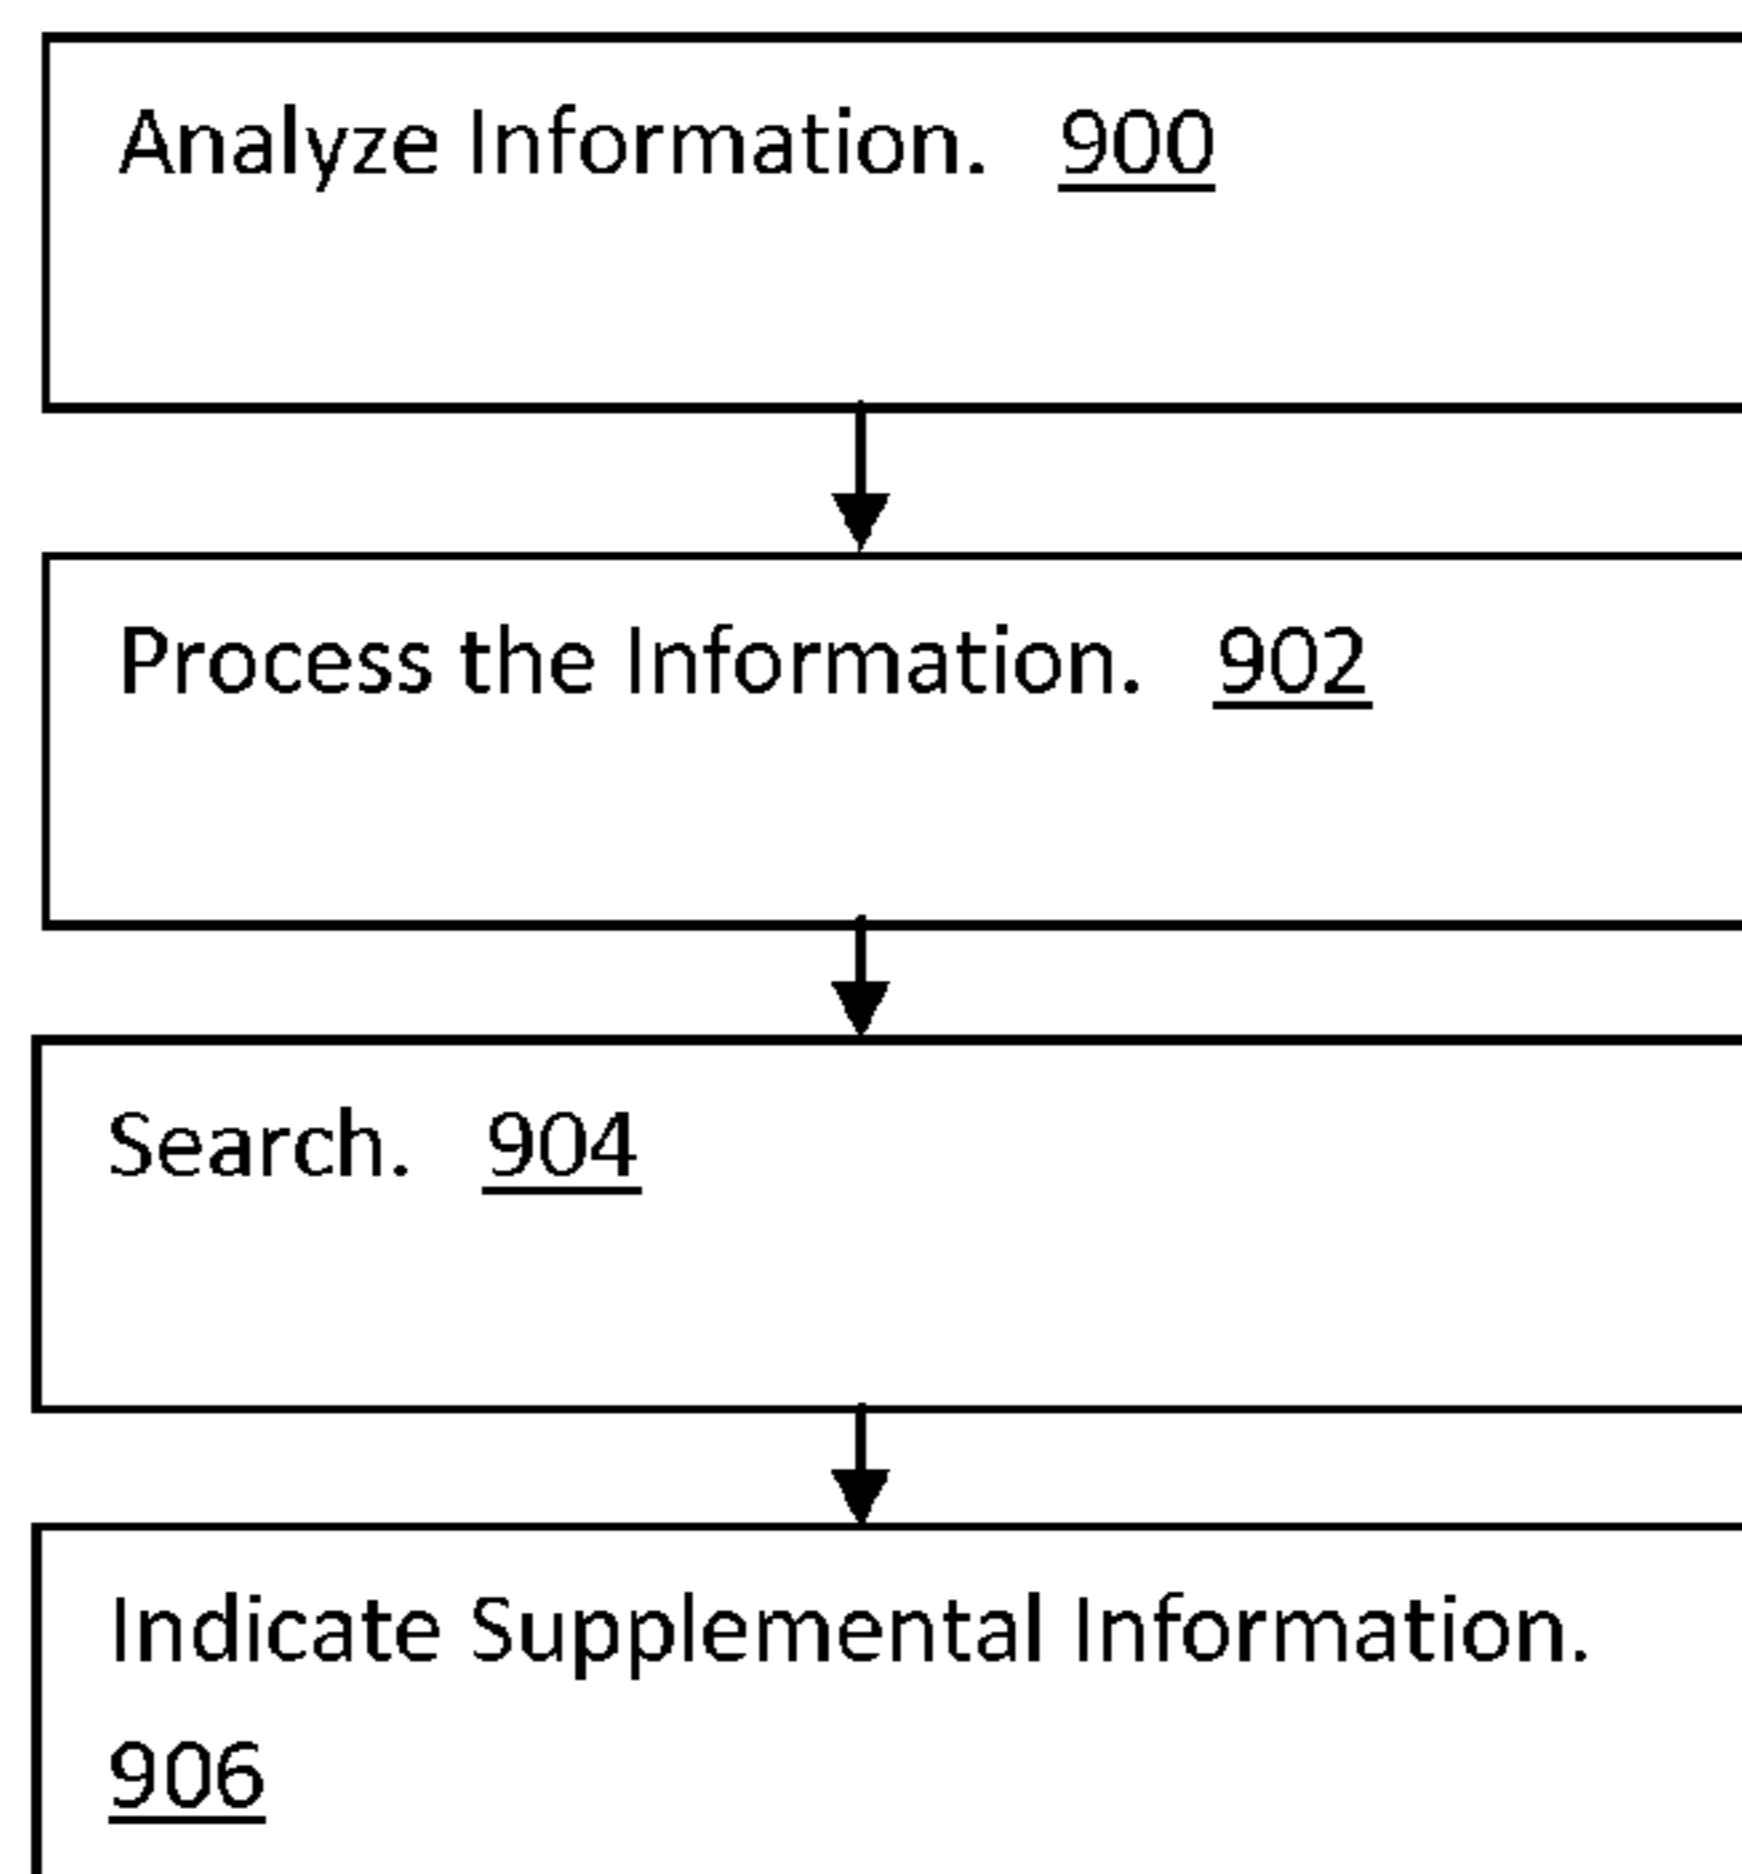 Analyze Information. 900
Process the Information. 902
Search. 904
Indicate Supplemental Information.
906